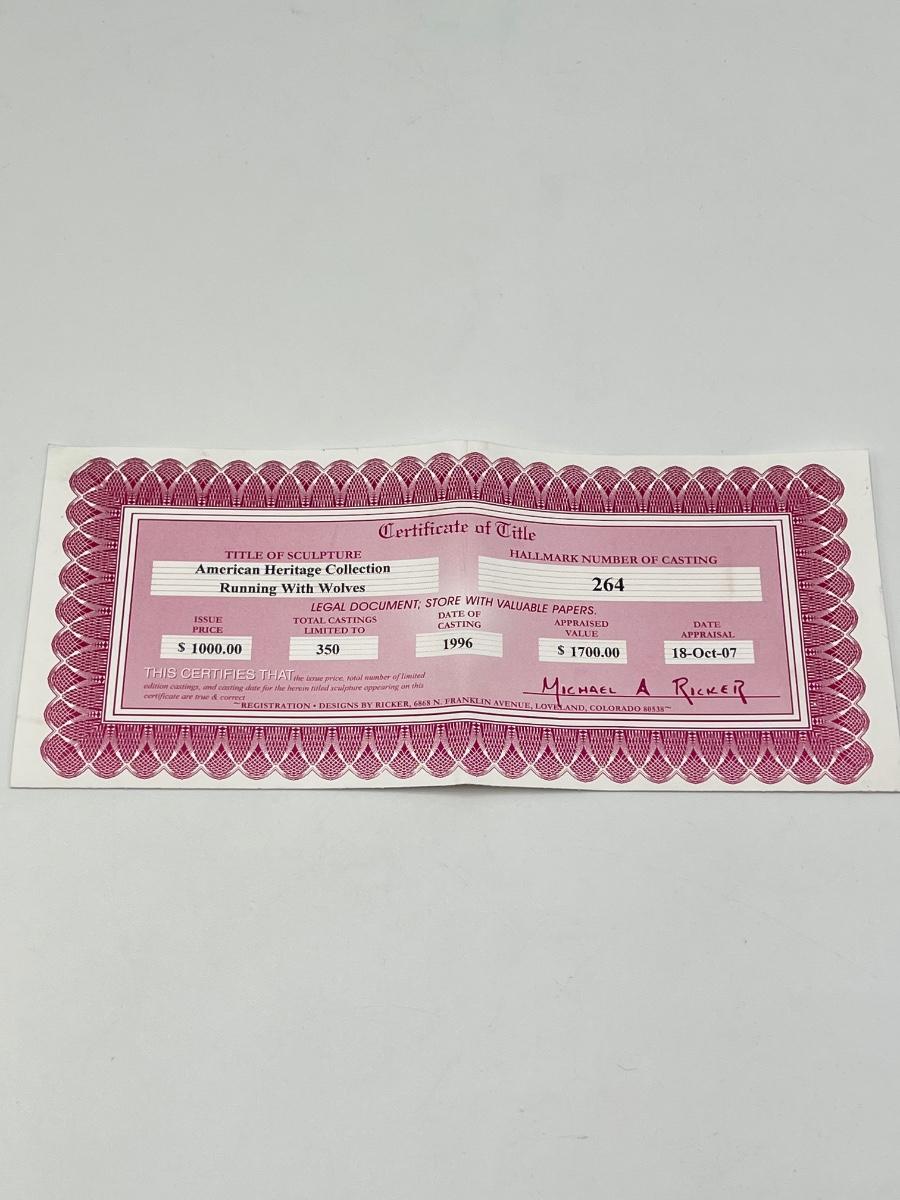 Certificate of Title
TITLE OF SCULPTURE
American Heritage Collection
Running With Wolves
HALLMARK NUMBER OF CASTING
264
LEGAL DOCUMENT; STORE WITH VALUABLE PAPERS.
ISSUE
PRICE
$ 1000.00
TOTAL CASTINGS
LIMITED TO
350
DATE OF
CASTING
1996
APPRAISED
VALUE
$ 1700.00
DATE
APPRAISAL
18-Oct-07
THIS CERTIFIES THAT the issue price, total number of limited
edition castings, and casting date for the herein titled sculpture appearing on this
certificate are true & correct
MICHAEL A RICKER
~REGISTRATION • DESIGNS BY RICKER, 6868 N. FRANKLIN AVENUE, LOVELAND, COLORADO 80538~